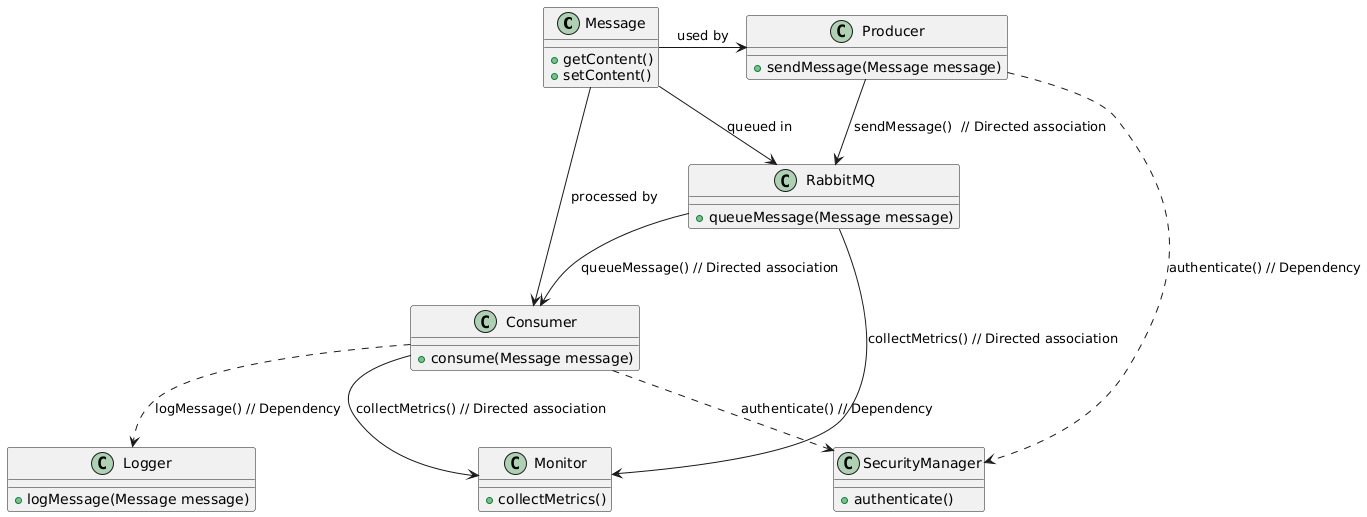 C Message
getContent()
setContent()
used by
C Producer
sendMessage(Message message)
queued in
sendMessage()  // Directed association
C RabbitMQ
queueMessage(Message message)
processed by
queueMessage() // Directed association
authenticate() // Dependency
C Consumer
consume(Message message)
collectMetrics() // Directed association
logMessage() // Dependency
collectMetrics() // Directed association
authenticate() // Dependency
C Logger
logMessage(Message message)
C Monitor
collectMetrics()
C SecurityManager
authenticate()